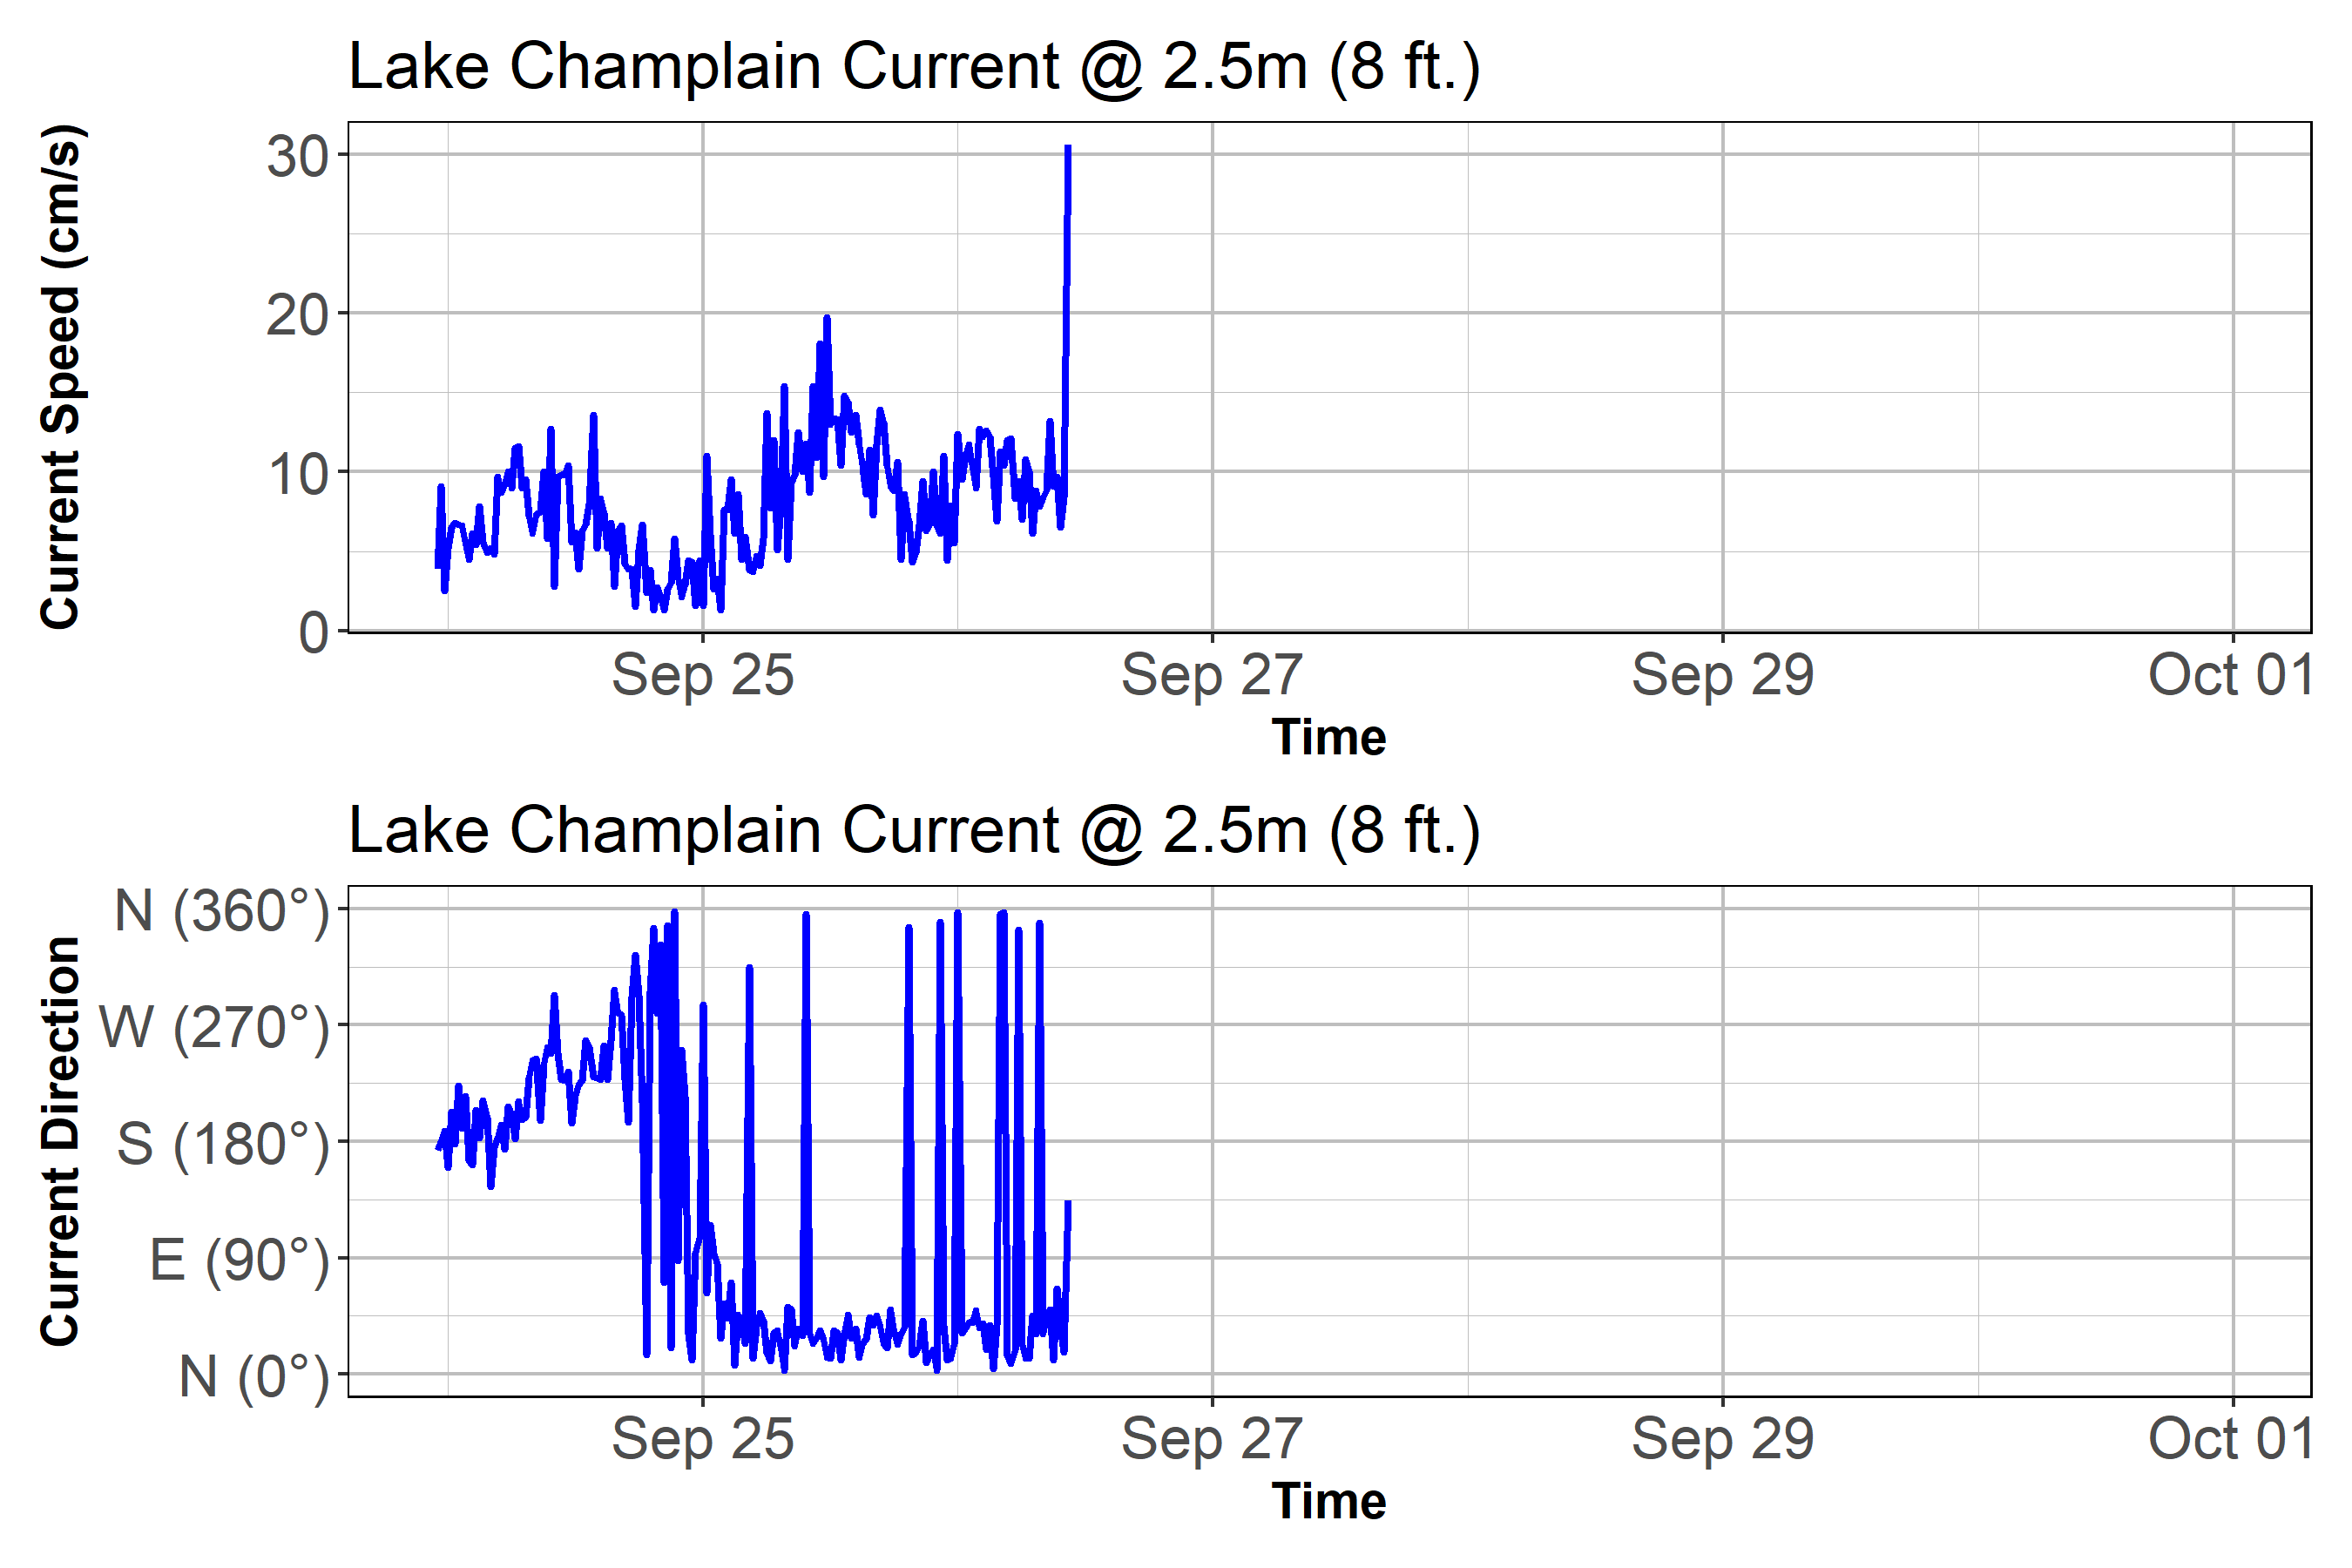 Lake Champlain Current @ 2.5m (8 ft.)
Current Speed (cm/s)
30
20
10
0
Sep 25 Sep 27 Sep 29 Oct 01
Time
Lake Champlain Current @ 2.5m (8 ft.)
Current Direction
N (360°)
W (270°)
S (180°)
E (90°)
N (0°)
Sep 25 Sep 27 Sep 29 Oct 01
Time